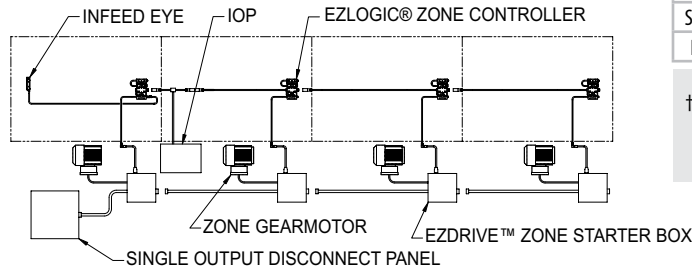 INFEED EYE
IOP
EZLOGIC® ZONE CONTROLLER
ZONE GEARMOTOR
EZDRIVE™ ZONE STARTER BOX
SINGLE OUTPUT DISCONNECT PANEL
S
†